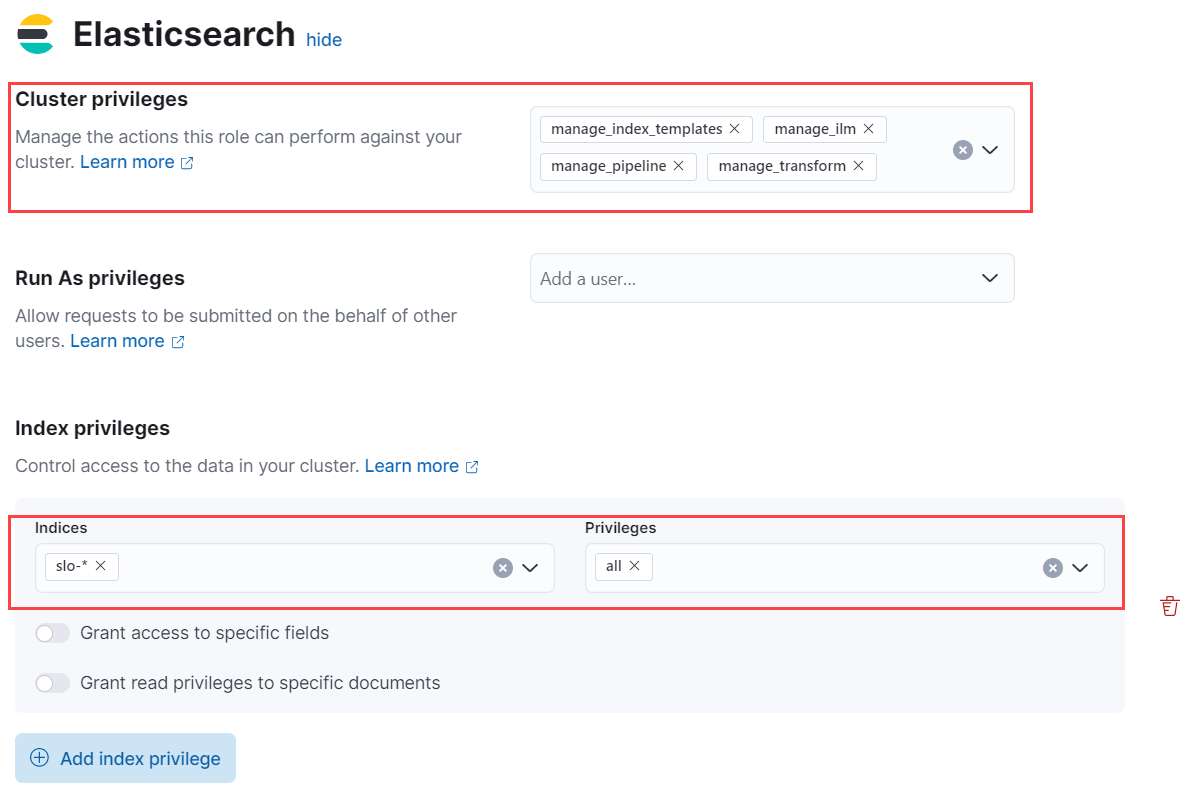 Elasticsearch hide
Cluster privileges
Manage the actions this role can perform against your
cluster. Learn more
manage_index_templates
manage_ilm
manage_pipeline
manage_transform
Run As privileges
Allow requests to be submitted on the behalf of other
users. Learn more
Add a user...
Index privileges
Control access to the data in your cluster. Learn more
Indices
slo-*
Privileges
all
Grant access to specific fields
Grant read privileges to specific documents
Add index privilege